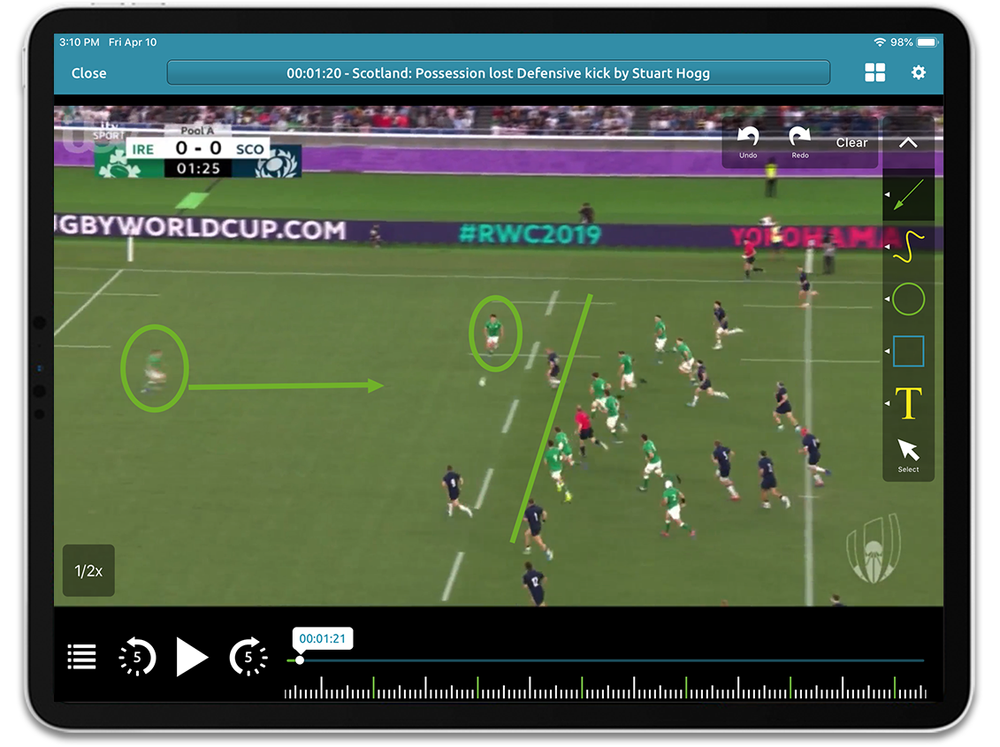 3:10 PM Fri Apr 10
98%
Close
00:01:20 - Scotland: Possession lost Defensive kick by Stuart Hogg
itv
SPORT
Pool A
IRE 0 - 0 SCO
01:25
Undo
Redo
Clear
UGBYWORLDCUP.COM
#RWC2019
YOKOHAMA
T
Select
1/2x
00:01:21
5
5